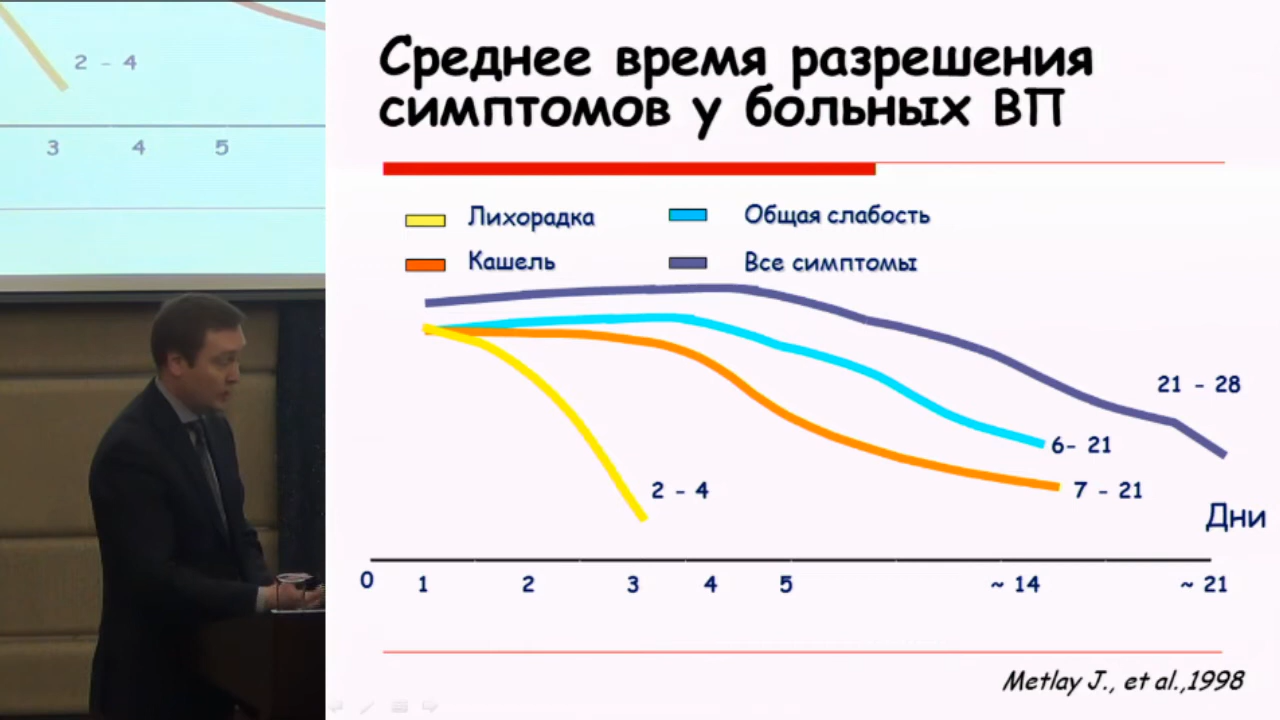 2 - 4
3 4 5
Среднее время разрешения
симптомов у больных ВП
Лихорадка
Общая слабость
Кашель
Все симптомы
21 - 28
6- 21
2 - 4
7 - 21
Дни
0 1 2 3 4 5 ~ 14 ~ 21
Metlay J., et al.,1998